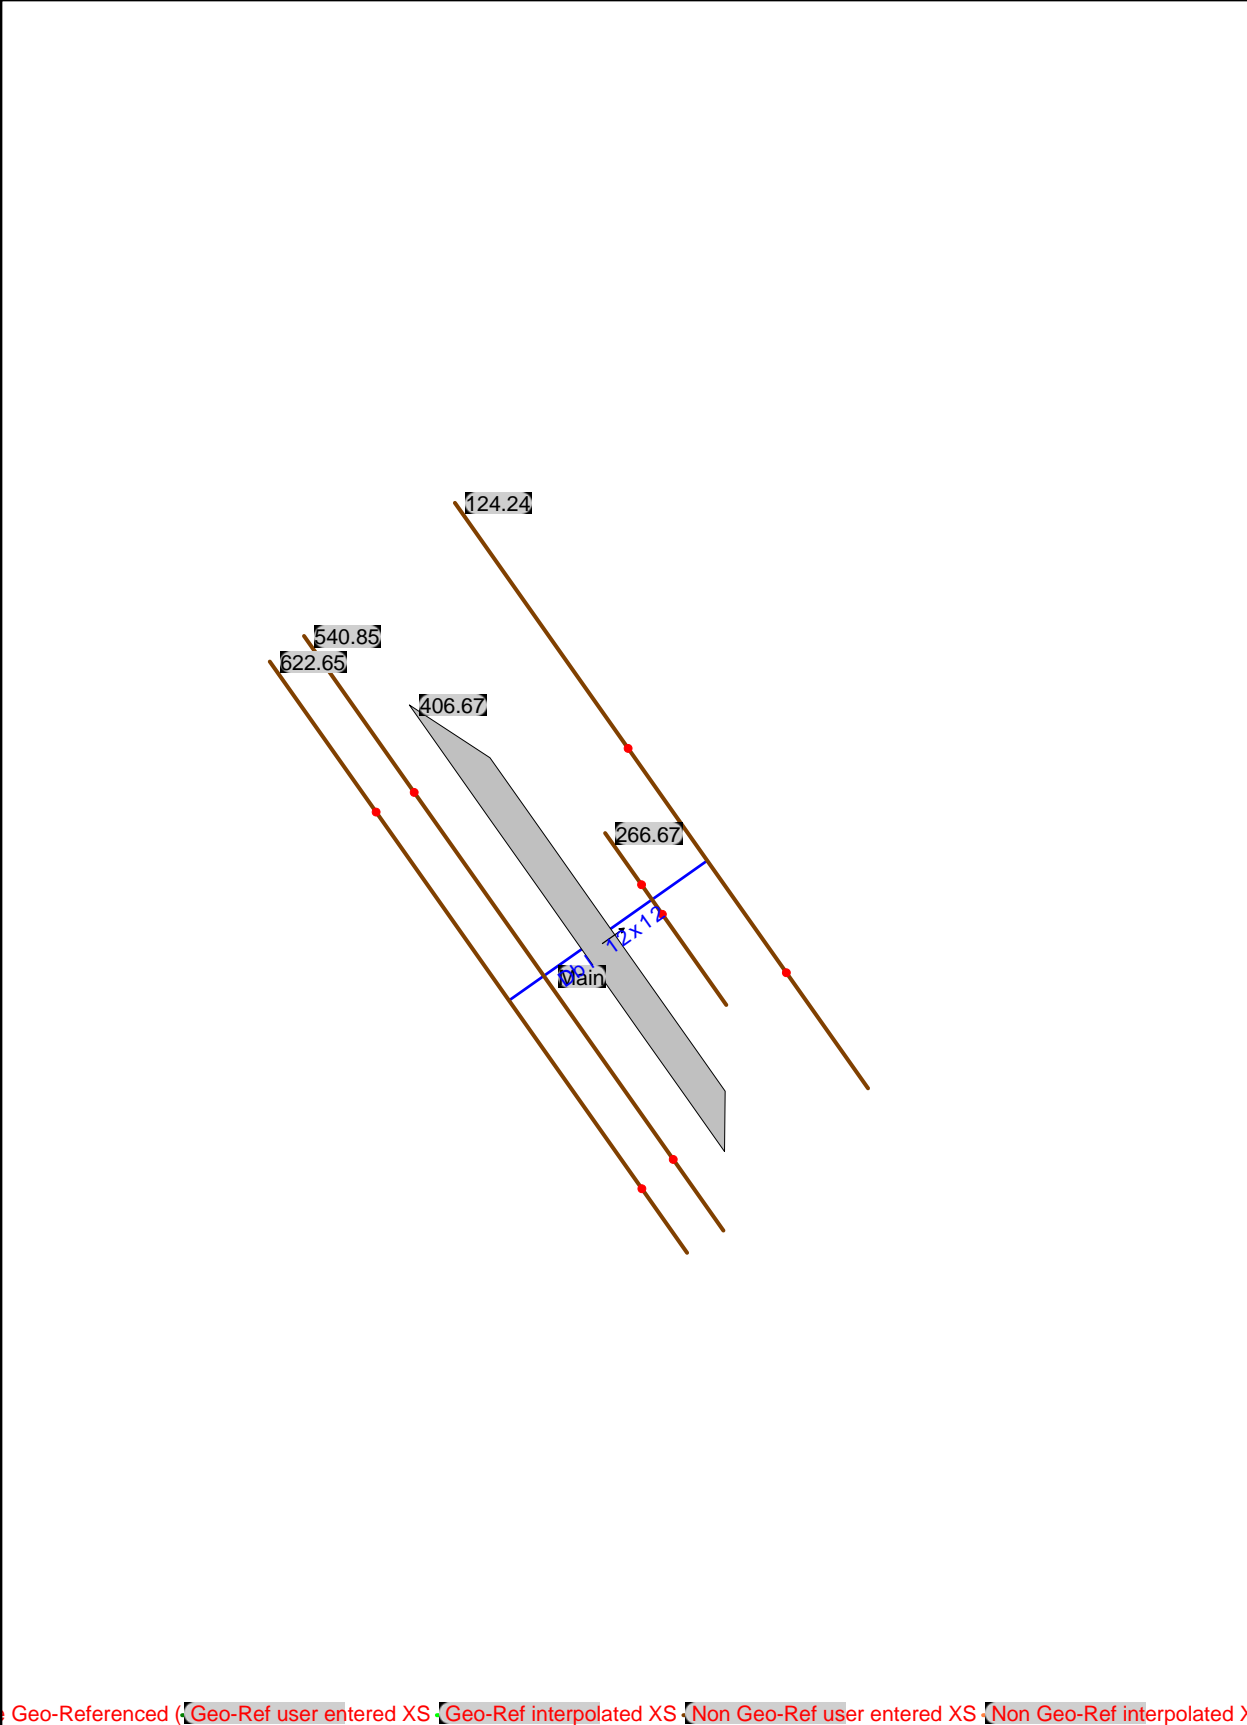 124.24
540.85
622.65
406.67
266.67
12x12
Main
Geo-Referenced ( Geo-Ref user entered XS Geo-Ref interpolated XS Non Geo-Ref user entered XS Non Geo-Ref interpolated